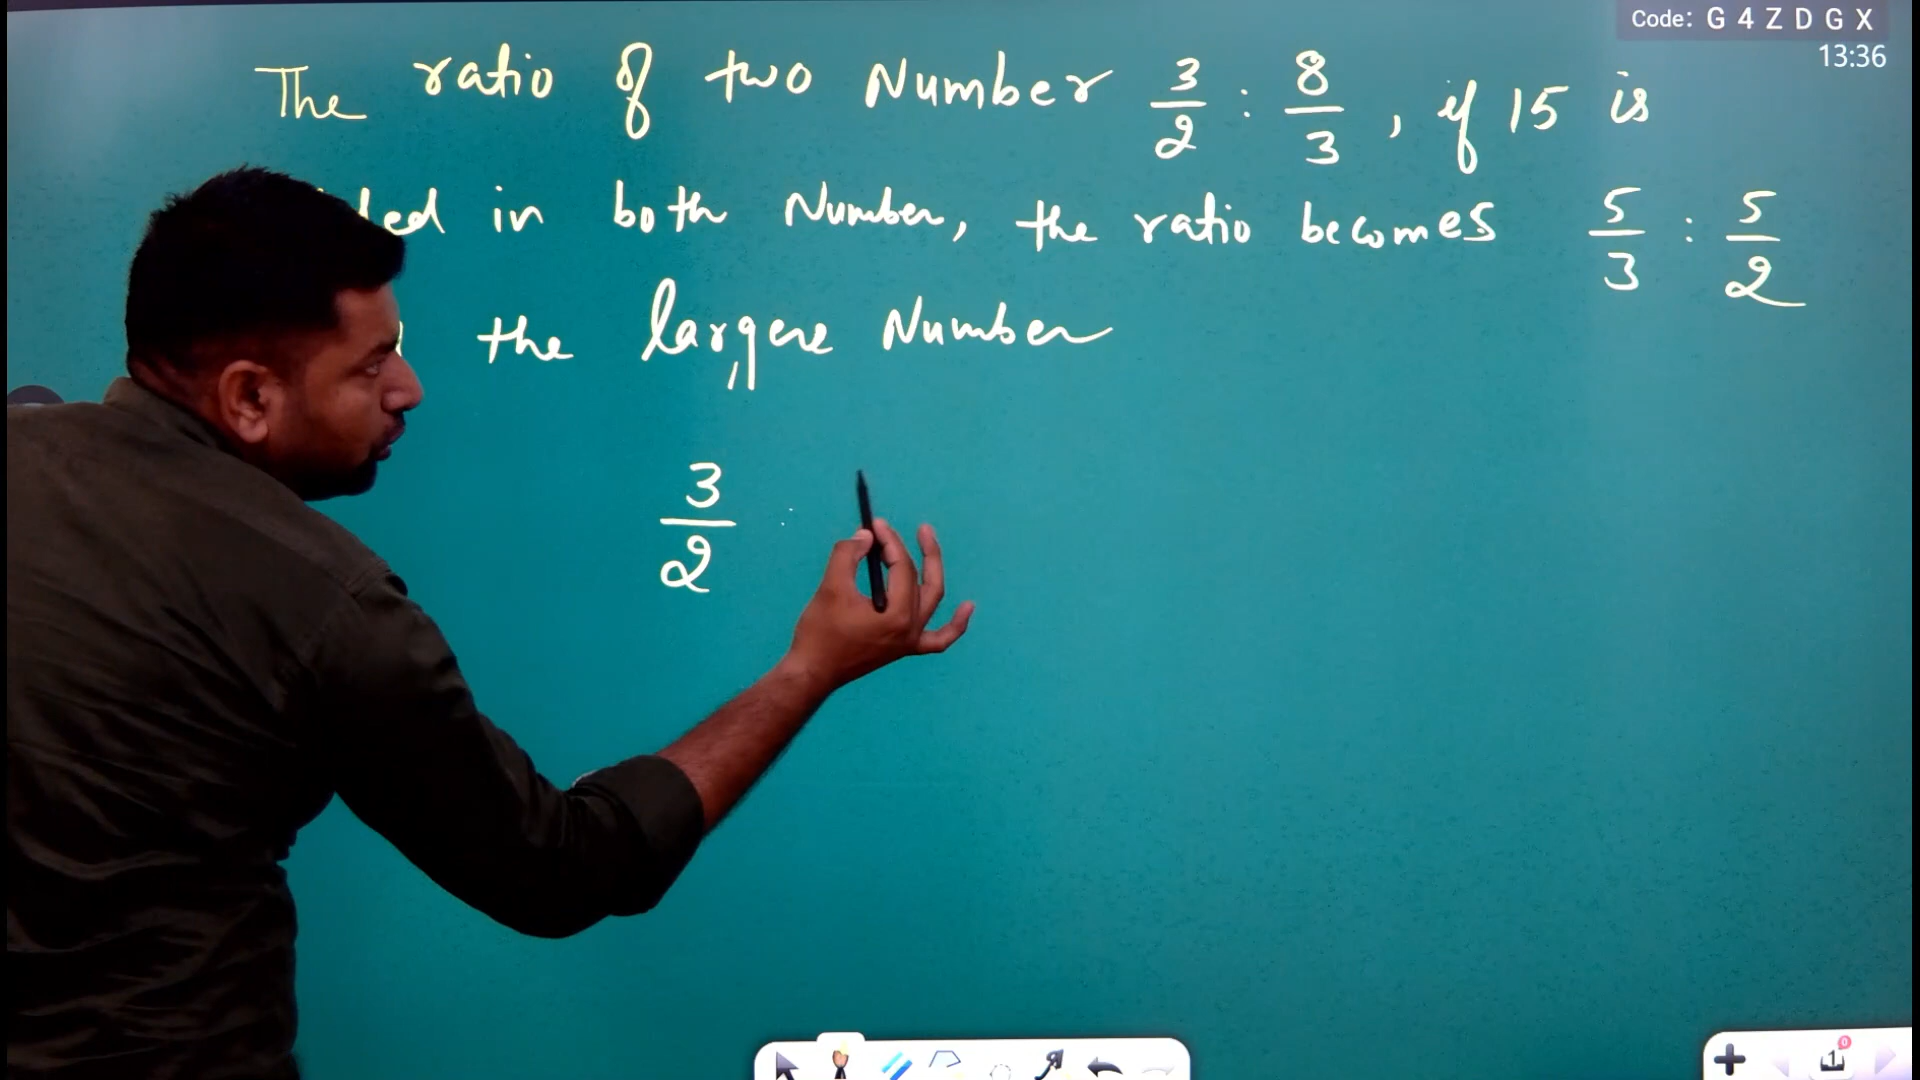 Code: G 4 Z D G X
13:36
The ratio of two Number 3/2 : 8/3, if 15 is
ded in both Number, the ratio becomes 5/3 : 5/2
the largere Number
3/2